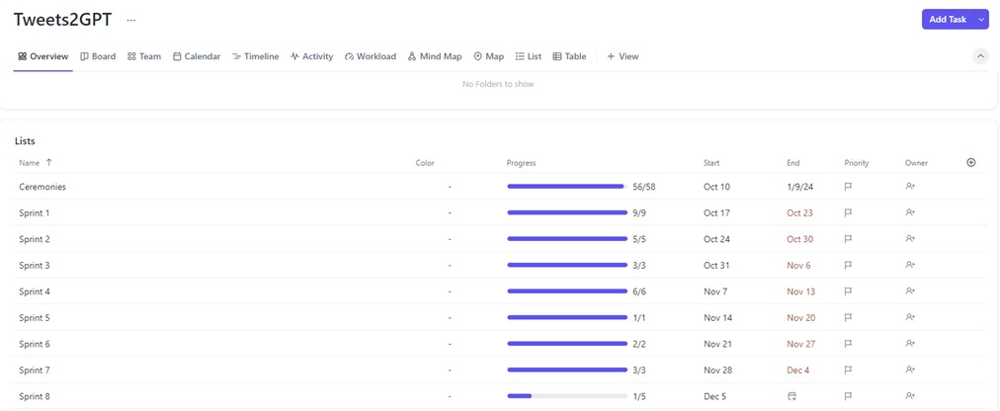 Tweets2GPT ...
Add Task
Overview Board Team Calendar Timeline Activity Workload Mind Map Map List Table + View
No Folders to show
Lists
Name ↑ Color Progress Start End Priority Owner
Ceremonies - 56/58 Oct 10 1/9/24
Sprint 1 - 9/9 Oct 17 Oct 23
Sprint 2 - 5/5 Oct 24 Oct 30
Sprint 3 - 3/3 Oct 31 Nov 6
Sprint 4 - 6/6 Nov 7 Nov 13
Sprint 5 - 1/1 Nov 14 Nov 20
Sprint 6 - 2/2 Nov 21 Nov 27
Sprint 7 - 3/3 Nov 28 Dec 4
Sprint 8 - 1/5 Dec 5